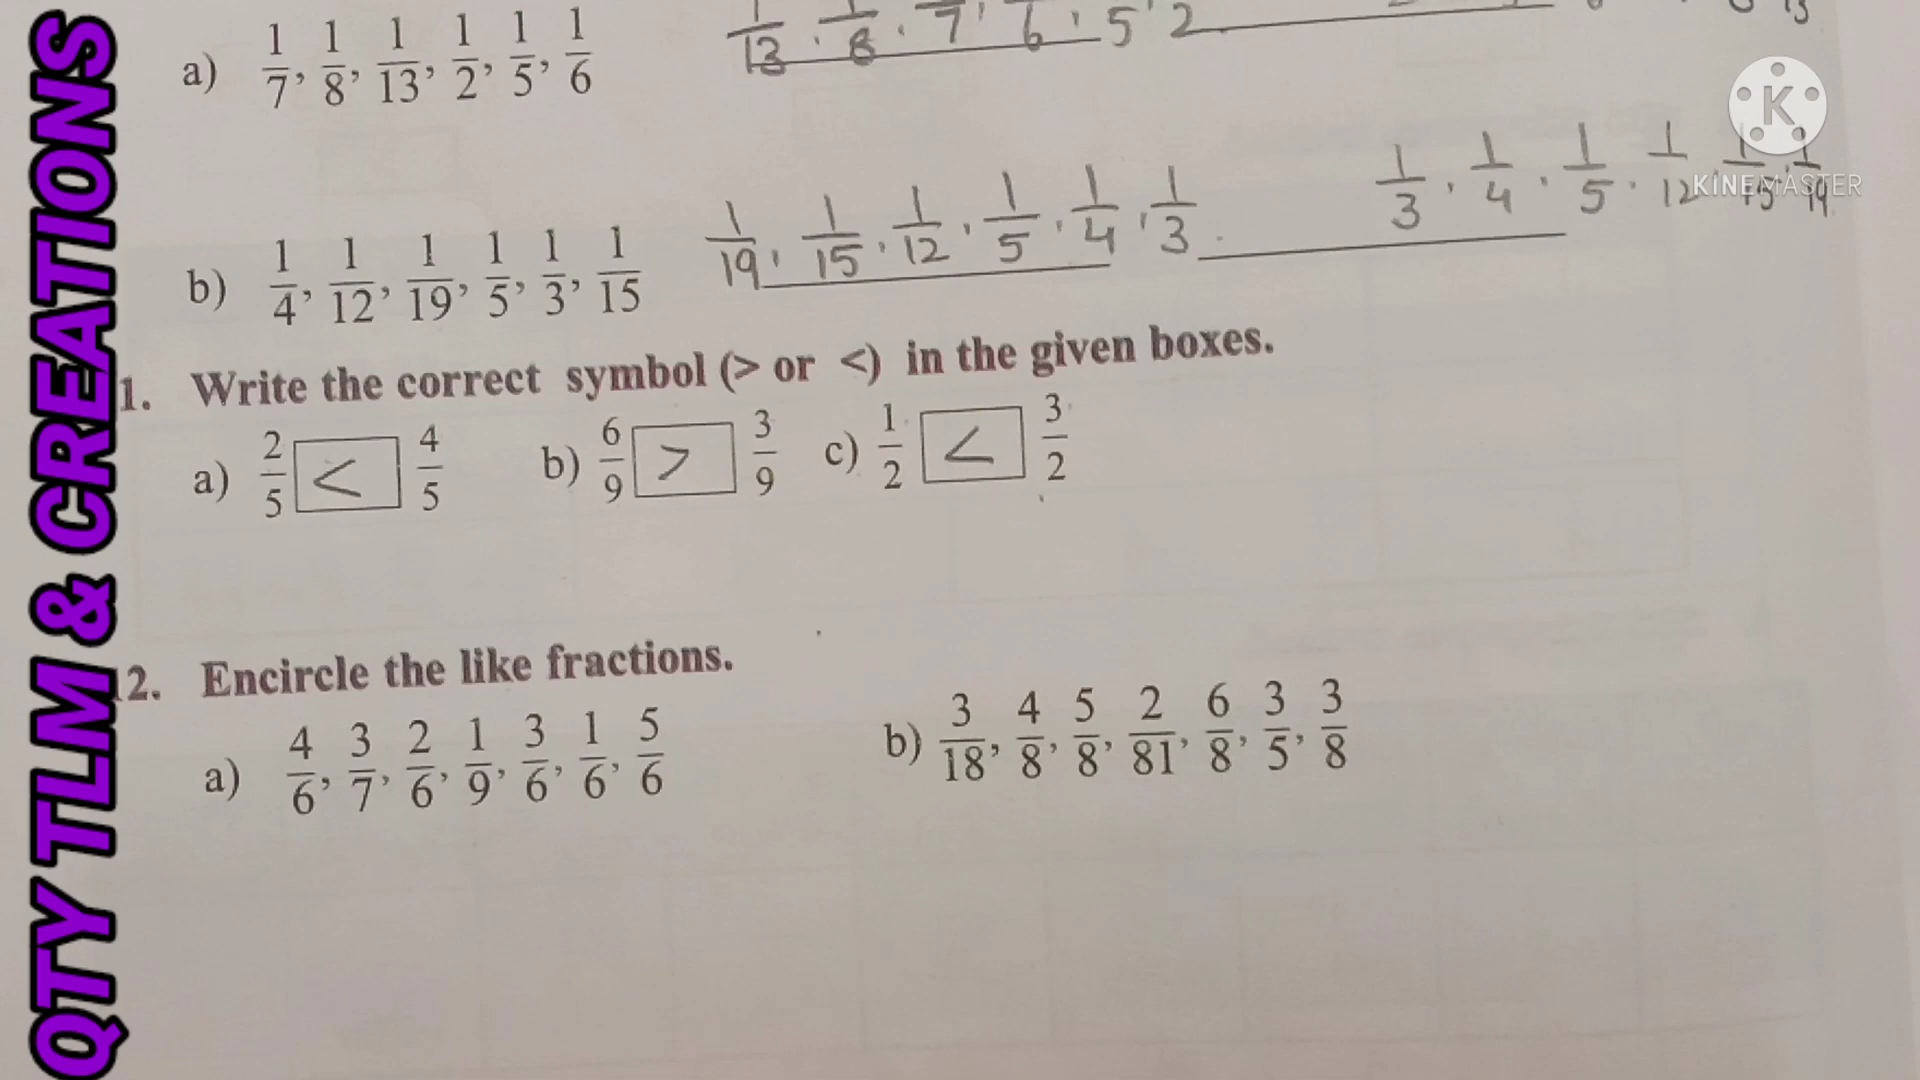 QTY TLM & CREATIONS
a) 1/7, 1/8, 1/13, 1/2, 1/5, 1/6
1/13, 1/8, 1/7, 1/6, 5, 2
K
KINEMASTER
b) 1/4, 1/12, 1/19, 1/5, 1/3, 1/15
1/19, 1/15, 1/12, 1/5, 1/4, 1/3.
1/3, 1/4, 1/5, 1/12, 1/15, 1/19
1. Write the correct symbol (> or <) in the given boxes.
a) 2/5 < 4/5 b) 6/9 > 3/9 c) 1/2 < 3/2
12. Encircle the like fractions.
a) 4/6, 3/7, 2/6, 1/9, 3/6, 1/6, 5/6
b) 3/18, 4/8, 5/8, 2/81, 6/8, 3/5, 3/8